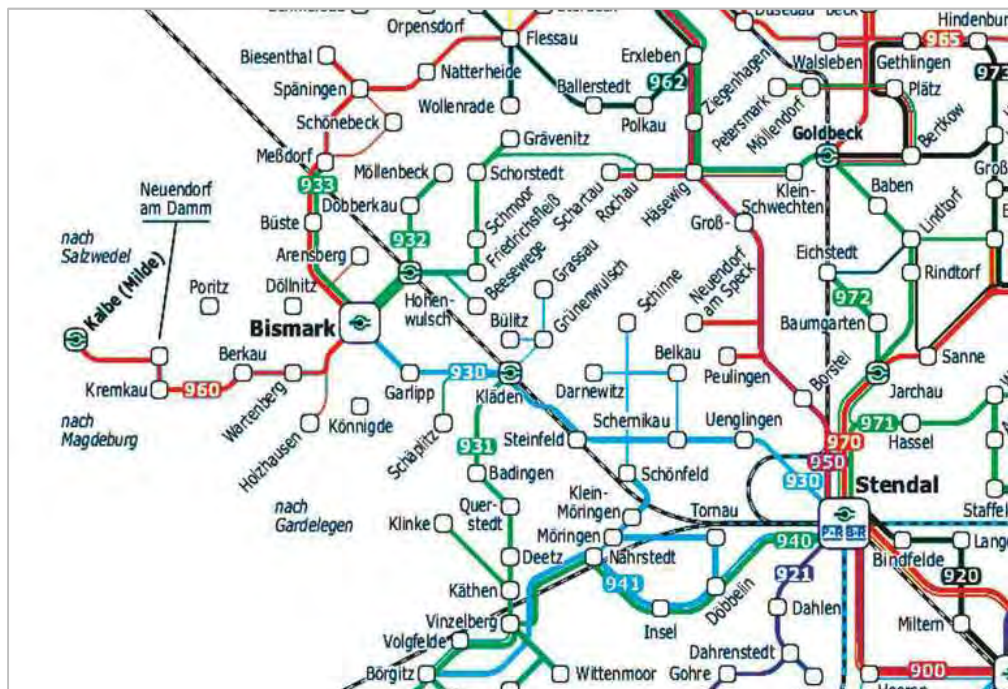 Orpensdorf
Flessau
Biesenthal
Natterheide
Späningen
Wollenrade
Ballerstedt
962
Polkau
Erxleben
Ziegenhagen
Petersmark
Möllendorf
Walsleben
Gethlingen
965
Hindenburg
973
Plätz
Goldbeck
Bertkow
Schönebeck
Meßdorf
933
Grävenitz
Möllenbeck
Schorstedt
Döbberkau
932
Schmoor
Friedrichsfleiß
Beesewege
Schartau
Rochau
Häsewig
Klein-
Schwechten
Baben
Lindtorf
Groß-
Neuendorf
am Speck
Eichstedt
Rindtorf
972
Baumgarten
Sanne
Jarchau
971
Hassel
Neuendorf
am Damm
nach
Salzwedel
Kalbe (Milde)
Büste
Arensberg
Poritz
Döllnitz
Bismark
Hohen-
wulsch
Bülitz
Grassau
Grünenwulsch
Schinne
Belkau
Peulingen
Borstel
Kremkau
960
Berkau
Wartenberg
Garlipp
930
Kläden
Darnewitz
Schernikau
Uenglingen
970
950
930
Stendal
P+R
B+R
nach
Magdeburg
Holzhausen
Könnigde
Schäplitz
931
Steinfeld
Badingen
Schönfeld
nach
Gardelegen
Klinke
Quer-
stedt
Klein-
Möringen
Tornau
Möringen
940
Staffel
Deetz
Nahrstedt
941
921
Bindfelde
Lange
920
Käthen
Döbbelin
Dahlen
Vinzelberg
Insel
Miltern
Volgfelde
Dahrenstedt
Börgitz
Wittenmoor
Gohre
900